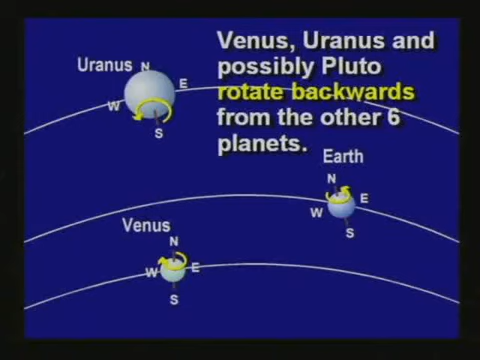 Venus, Uranus and
possibly Pluto
rotate backwards
from the other 6
planets.
Uranus
N
E
W
S
Earth
N
E
W
S
Venus
N
W
E
S